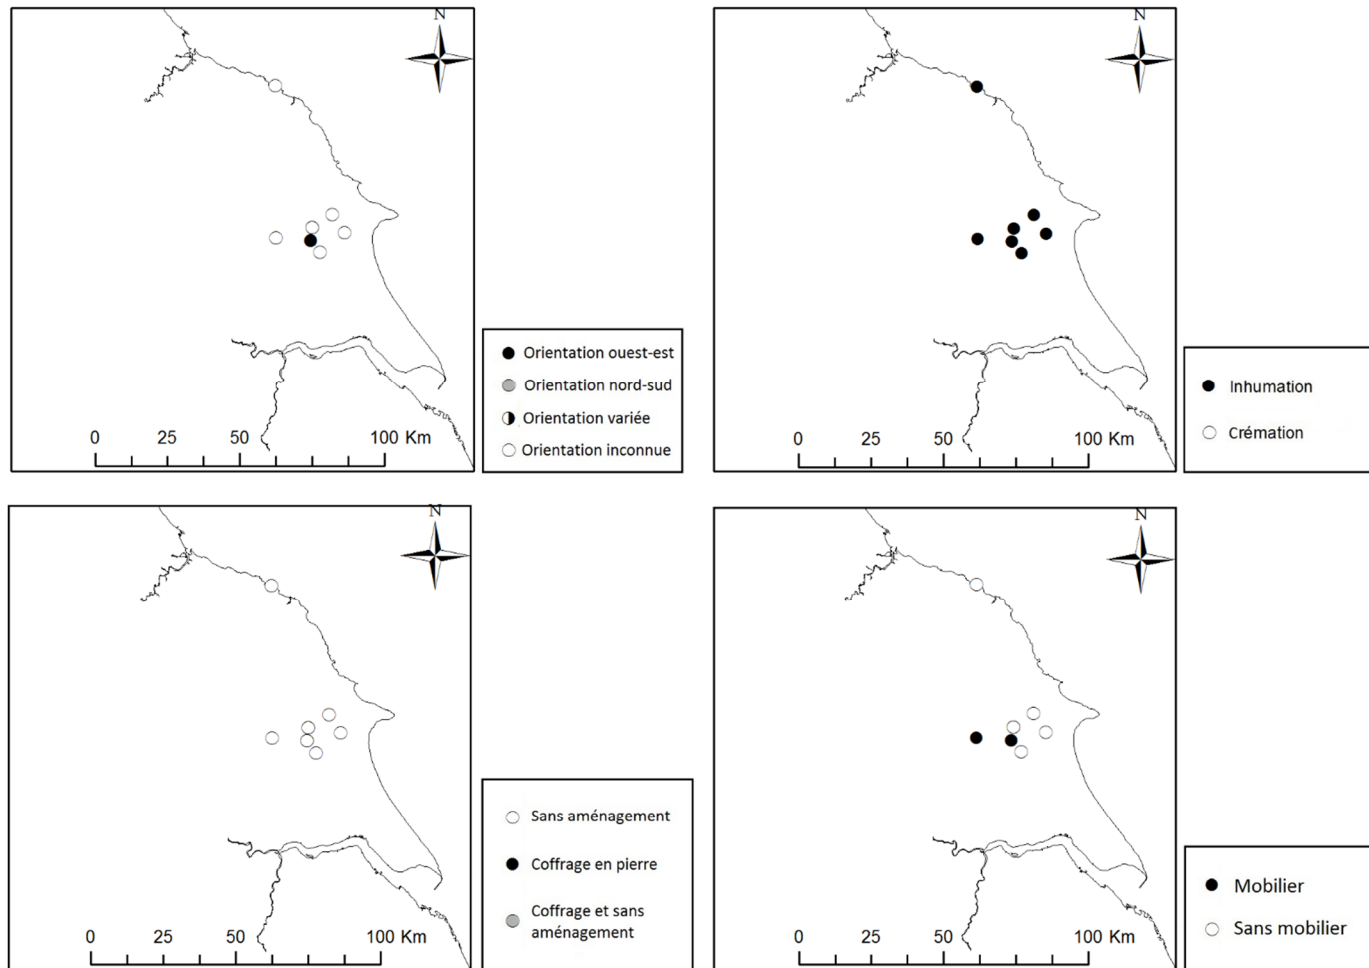 N
Orientation ouest-est
Orientation nord-sud
Orientation variée
Orientation inconnue
0 25 50 100 Km
N
Inhumation
Crémation
0 25 50 100 Km
N
Sans aménagement
Coffrage en pierre
Coffrage et sans
aménagement
0 25 50 100 Km
N
Mobilier
Sans mobilier
0 25 50 100 Km